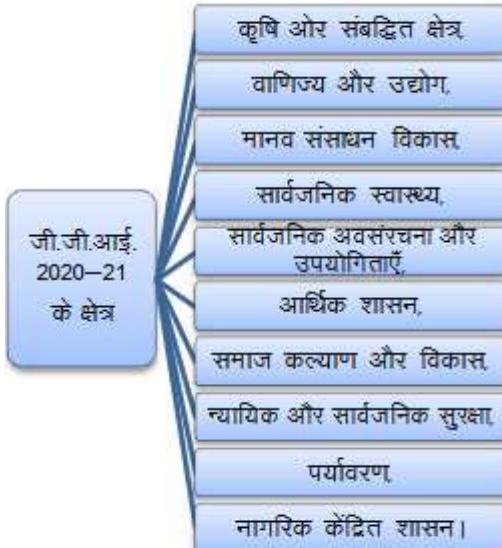 जी.जी.आई.
2020–21
के क्षेत्र
कृषि ओर संबद्धित क्षेत्र,
वाणिज्य और उद्योग,
मानव संसाधन विकास,
सार्वजनिक स्वास्थ्य,
सार्वजनिक अवसंरचना और
उपयोगिताएँ,
आर्थिक शासन,
समाज कल्याण और विकास,
न्यायिक और सार्वजनिक सुरक्षा,
पर्यावरण,
नागरिक केंद्रित शासन।